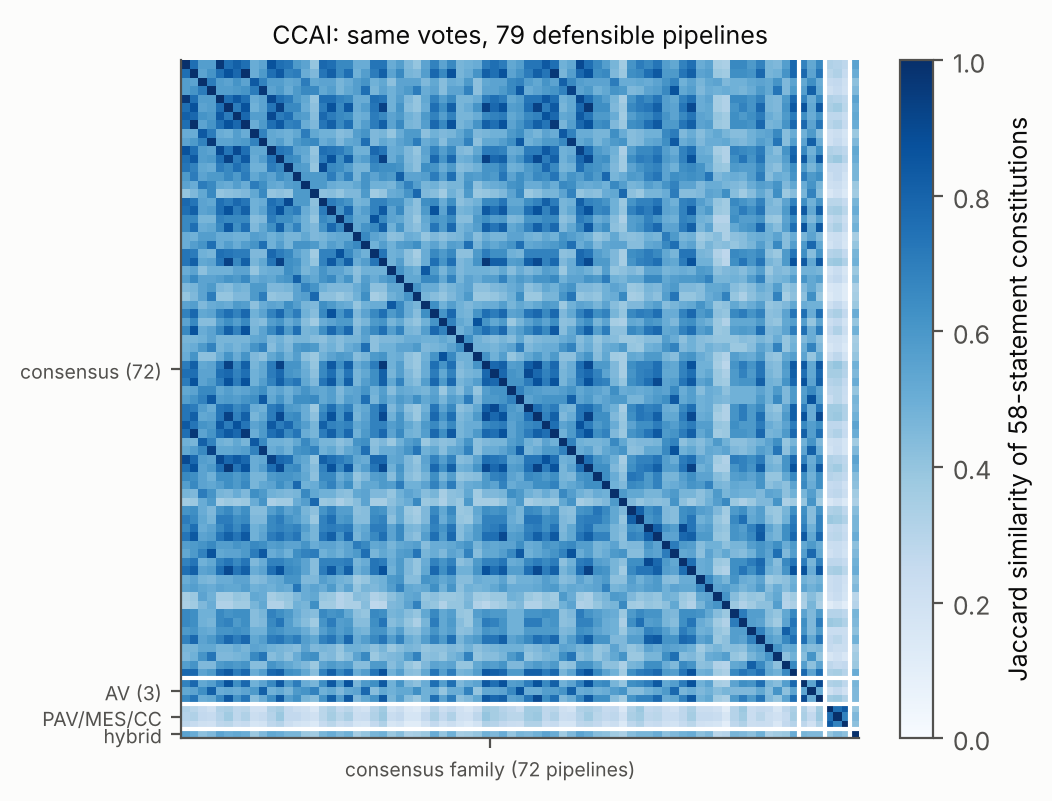 CCAI: same votes, 79 defensible pipelines
consensus (72)
AV (3)
PAV/MES/CC
hybrid
consensus family (72 pipelines)
1.0
0.8
0.6
0.4
0.2
0.0
Jaccard similarity of 58-statement constitutions